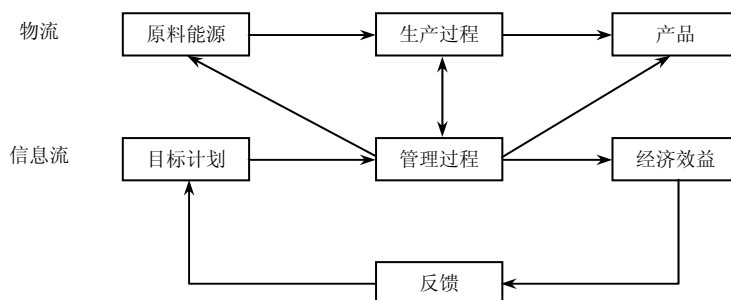 物流 原料能源 生产过程 产品
信息流 目标计划 管理过程 经济效益
反馈